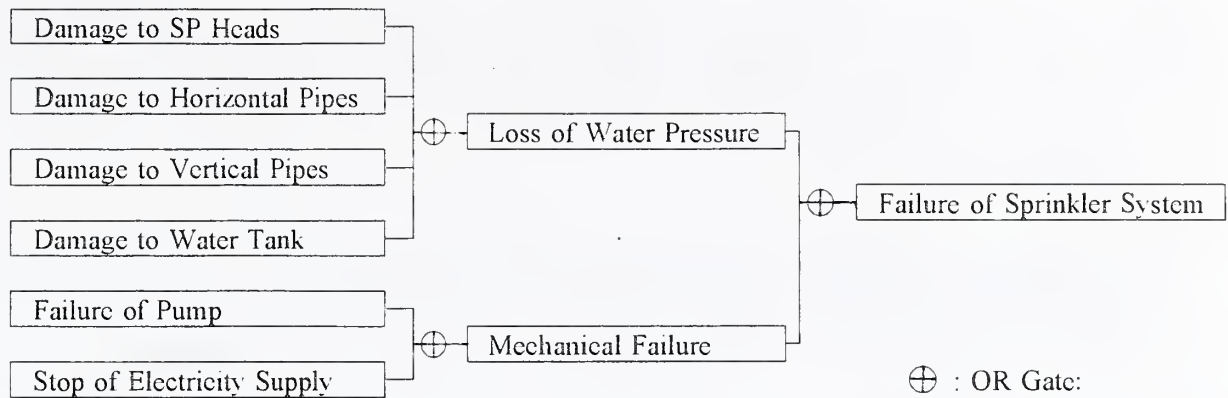 Damage to SP Heads
Damage to Horizontal Pipes
Damage to Vertical Pipes
Damage to Water Tank
Failure of Pump
Stop of Electricity Supply
Loss of Water Pressure
Mechanical Failure
Failure of Sprinkler System
⊕ : OR Gate: